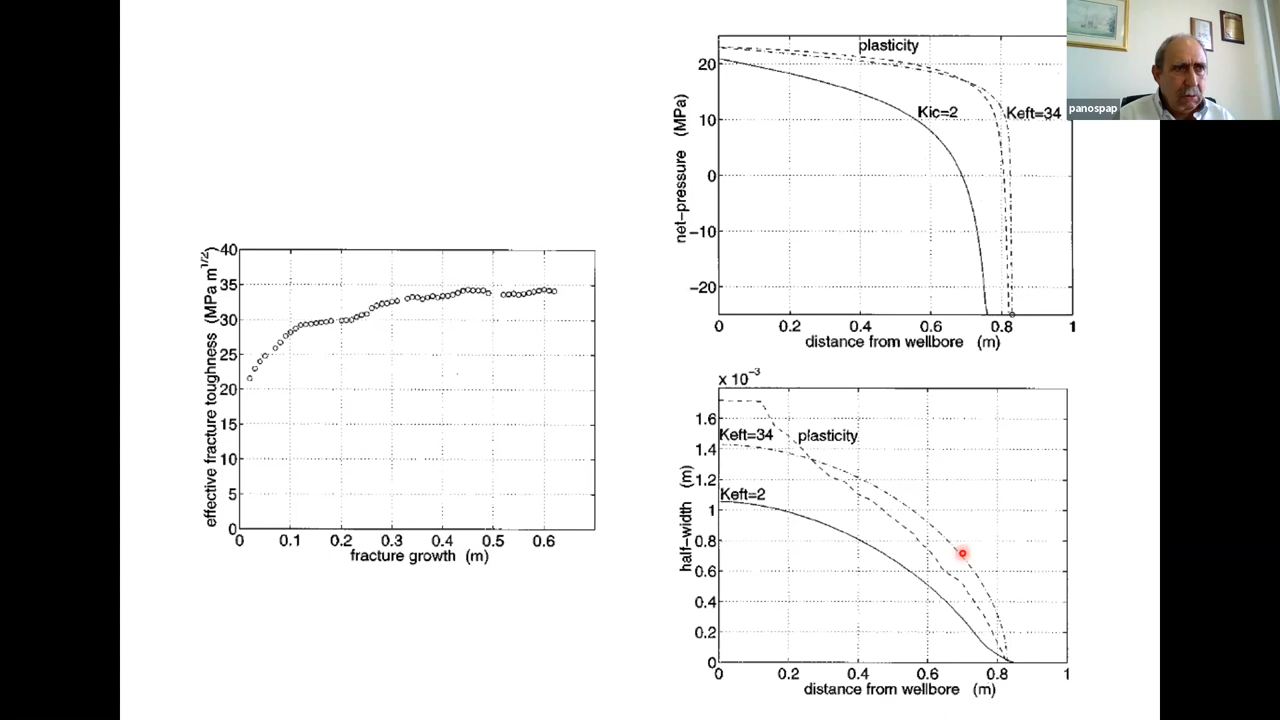 panospap
effective fracture toughness (MPa m^1/2)
40
35
30
25
20
15
10
5
0
0 0.1 0.2 0.3 0.4 0.5 0.6
fracture growth (m)
plasticity
Kic=2
Keft=34
net-pressure (MPa)
20
10
0
-10
-20
0 0.2 0.4 0.6 0.8 1
distance from wellbore (m)
x 10^-3
Keft=34
plasticity
Keft=2
half-width (m)
1.6
1.4
1.2
1
0.8
0.6
0.4
0.2
0
0 0.2 0.4 0.6 0.8 1
distance from wellbore (m)